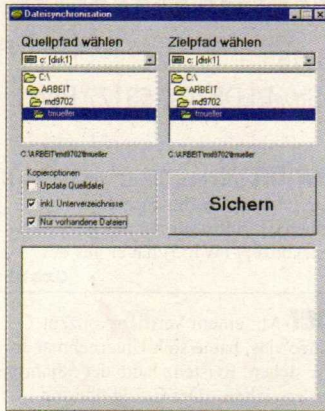 Dateisynchronisation
Quellpfad wählen
Zielpfad wählen
c: [disk1]
c: [disk1]
C:\
ARBEIT
md9702
tmueller
C:\
ARBEIT
md9702
tmueller
C:\ARBEIT\md9702\tmueller
C:\ARBEIT\md9702\tmueller
Kopieroptionen
Update Quelldatei
inkl. Unterverzeichnisse
Nur vorhandene Dateien
Sichern